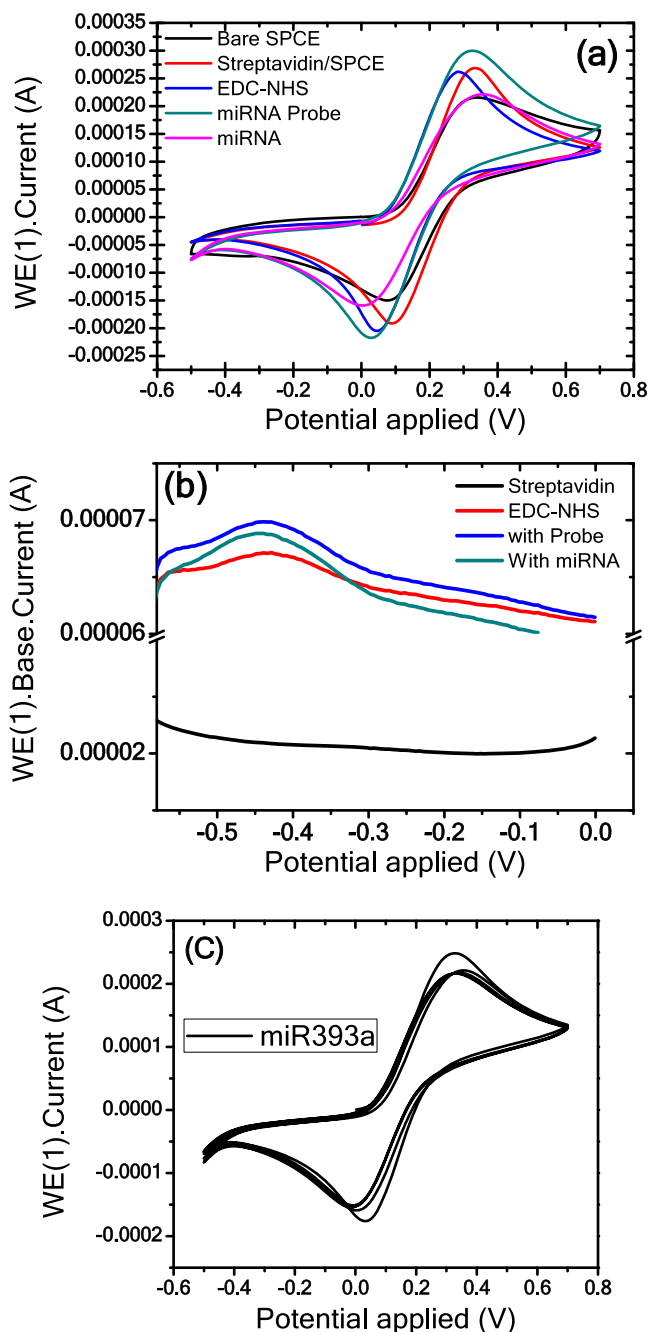 (a)
Bare SPCE
Streptavidin/SPCE
EDC-NHS
miRNA Probe
miRNA
WE(1).Current (A)
0.00035
0.00030
0.00025
0.00020
0.00015
0.00010
0.00005
0.00000
-0.00005
-0.00010
-0.00015
-0.00020
-0.00025
-0.6 -0.4 -0.2 0.0 0.2 0.4 0.6 0.8
Potential applied (V)
(b)
Streptavidin
EDC-NHS
with Probe
With miRNA
WE(1).Base.Current (A)
0.00007
0.00006
0.00002
-0.5 -0.4 -0.3 -0.2 -0.1 0.0
Potential applied (V)
(C)
miR393a
WE(1).Current (A)
0.0003
0.0002
0.0001
0.0000
-0.0001
-0.0002
-0.6 -0.4 -0.2 0.0 0.2 0.4 0.6 0.8
Potential applied (V)